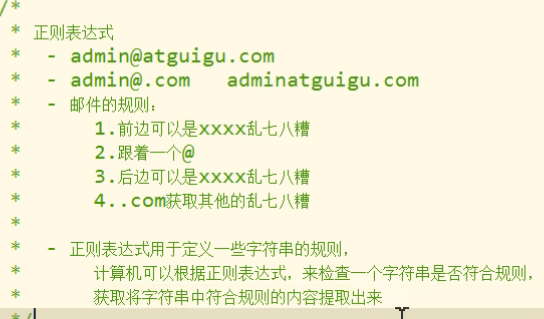 /*
* 正则表达式
* - admin@atguigu.com
* - admin@.com adminatguigu.com
* - 邮件的规则：
* 1.前边可以是xxxx乱七八糟
* 2.跟着一个@
* 3.后边可以是xxxx乱七八糟
* 4..com获取其他的乱七八糟
*
* - 正则表达式用于定义一些字符串的规则，
* 计算机可以根据正则表达式，来检查一个字符串是否符合规则，
* 获取将字符串中符合规则的内容提取出来
*/